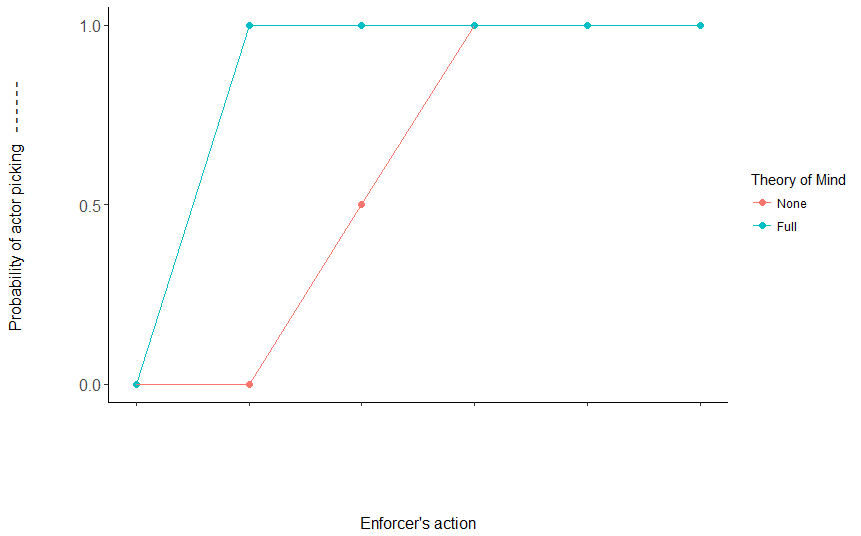 1.0
0.5
0.0
Probability of actor picking
Theory of Mind
None
Full
Enforcer's action